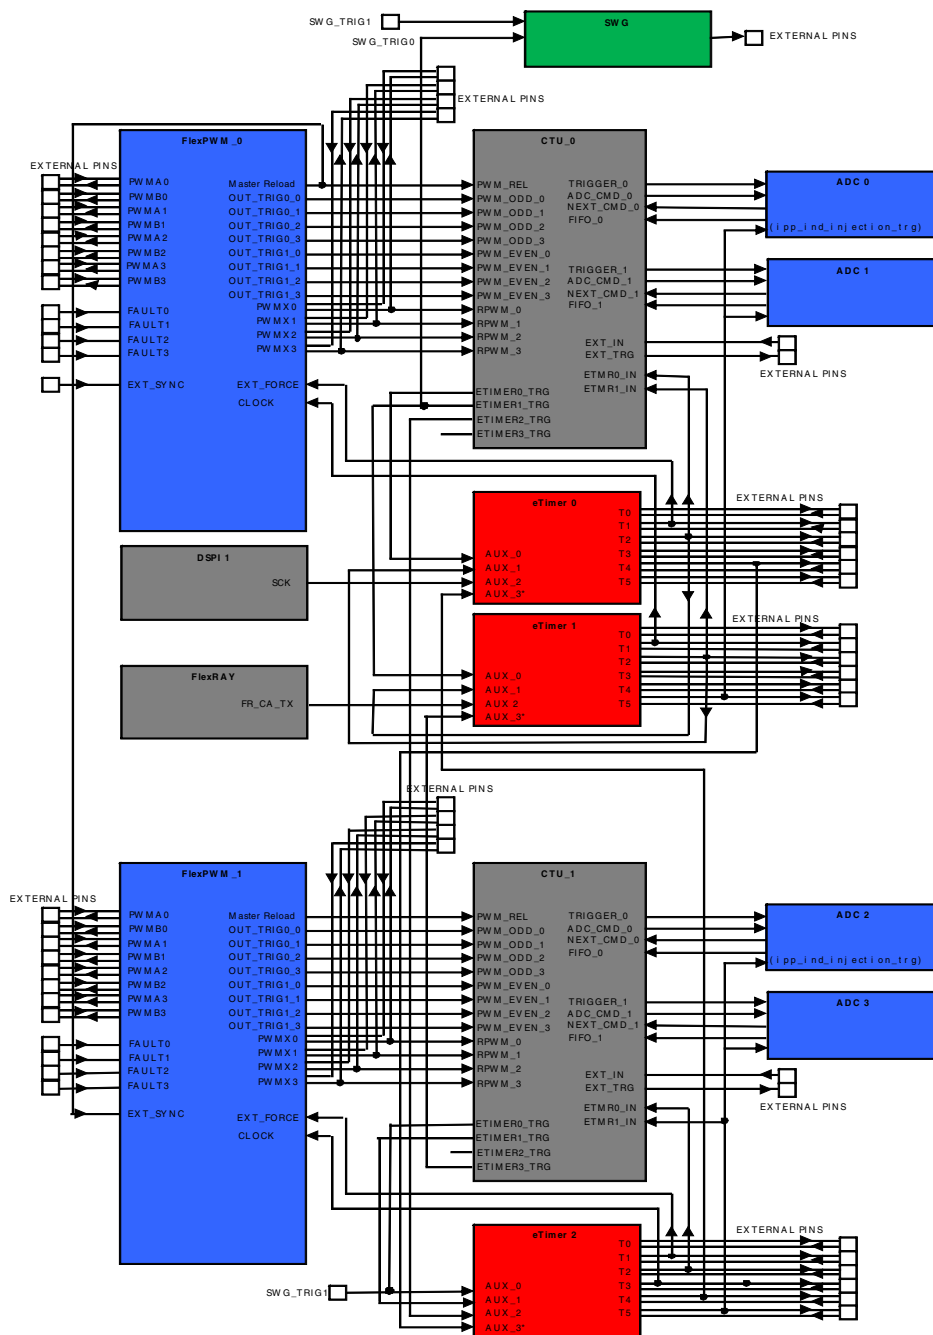 SWG_TRIG1
SWG
SWG_TRIG0
EXTERNAL PINS
EXTERNAL PINS
FlexPWM_0
EXTERNAL PINS
PWMA0
PWMB0
PWMA1
PWMB1
PWMA2
PWMB2
PWMA3
PWMB3
FAULT0
FAULT1
FAULT2
FAULT3
EXT_SYNC
Master Reload
OUT_TRIG0_0
OUT_TRIG0_1
OUT_TRIG0_2
OUT_TRIG0_3
OUT_TRIG1_0
OUT_TRIG1_1
OUT_TRIG1_2
OUT_TRIG1_3
PWMX0
PWMX1
PWMX2
PWMX3
EXT_FORCE
CLOCK
CTU_0
PWM_REL
PWM_ODD_0
PWM_ODD_1
PWM_ODD_2
PWM_ODD_3
PWM_EVEN_0
PWM_EVEN_1
PWM_EVEN_2
PWM_EVEN_3
RPWM_0
RPWM_1
RPWM_2
RPWM_3
ETIMER0_TRG
ETIMER1_TRG
ETIMER2_TRG
ETIMER3_TRG
TRIGGER_0
ADC_CMD_0
NEXT_CMD_0
FIFO_0
TRIGGER_1
ADC_CMD_1
NEXT_CMD_1
FIFO_1
EXT_IN
EXT_TRG
ETMR0_IN
ETMR1_IN
ADC 0
(ipp_ind_injection_trg)
ADC 1
EXTERNAL PINS
eTimer 0
AUX_0
AUX_1
AUX_2
AUX_3*
T0
T1
T2
T3
T4
T5
EXTERNAL PINS
DSPI 1
SCK
eTimer 1
AUX_0
AUX_1
AUX 2
AUX_3*
T0
T1
T2
T3
T4
T5
EXTERNAL PINS
FlexRAY
FR_CA_TX
EXTERNAL PINS
FlexPWM_1
EXTERNAL PINS
PWMA0
PWMB0
PWMA1
PWMB1
PWMA2
PWMB2
PWMA3
PWMB3
FAULT0
FAULT1
FAULT2
FAULT3
EXT_SYNC
Master Reload
OUT_TRIG0_0
OUT_TRIG0_1
OUT_TRIG0_2
OUT_TRIG0_3
OUT_TRIG1_0
OUT_TRIG1_1
OUT_TRIG1_2
OUT_TRIG1_3
PWMX0
PWMX1
PWMX2
PWMX3
EXT_FORCE
CLOCK
CTU_1
PWM_REL
PWM_ODD_0
PWM_ODD_1
PWM_ODD_2
PWM_ODD_3
PWM_EVEN_0
PWM_EVEN_1
PWM_EVEN_2
PWM_EVEN_3
RPWM_0
RPWM_1
RPWM_2
RPWM_3
ETIMER0_TRG
ETIMER1_TRG
ETIMER2_TRG
ETIMER3_TRG
TRIGGER_0
ADC_CMD_0
NEXT_CMD_0
FIFO_0
TRIGGER_1
ADC_CMD_1
NEXT_CMD_1
FIFO_1
EXT_IN
EXT_TRG
ETMR0_IN
ETMR1_IN
ADC 2
(ipp_ind_injection_trg)
ADC 3
EXTERNAL PINS
SWG_TRIG1
eTimer 2
AUX_0
AUX_1
AUX_2
AUX_3*
T0
T1
T2
T3
T4
T5
EXTERNAL PINS